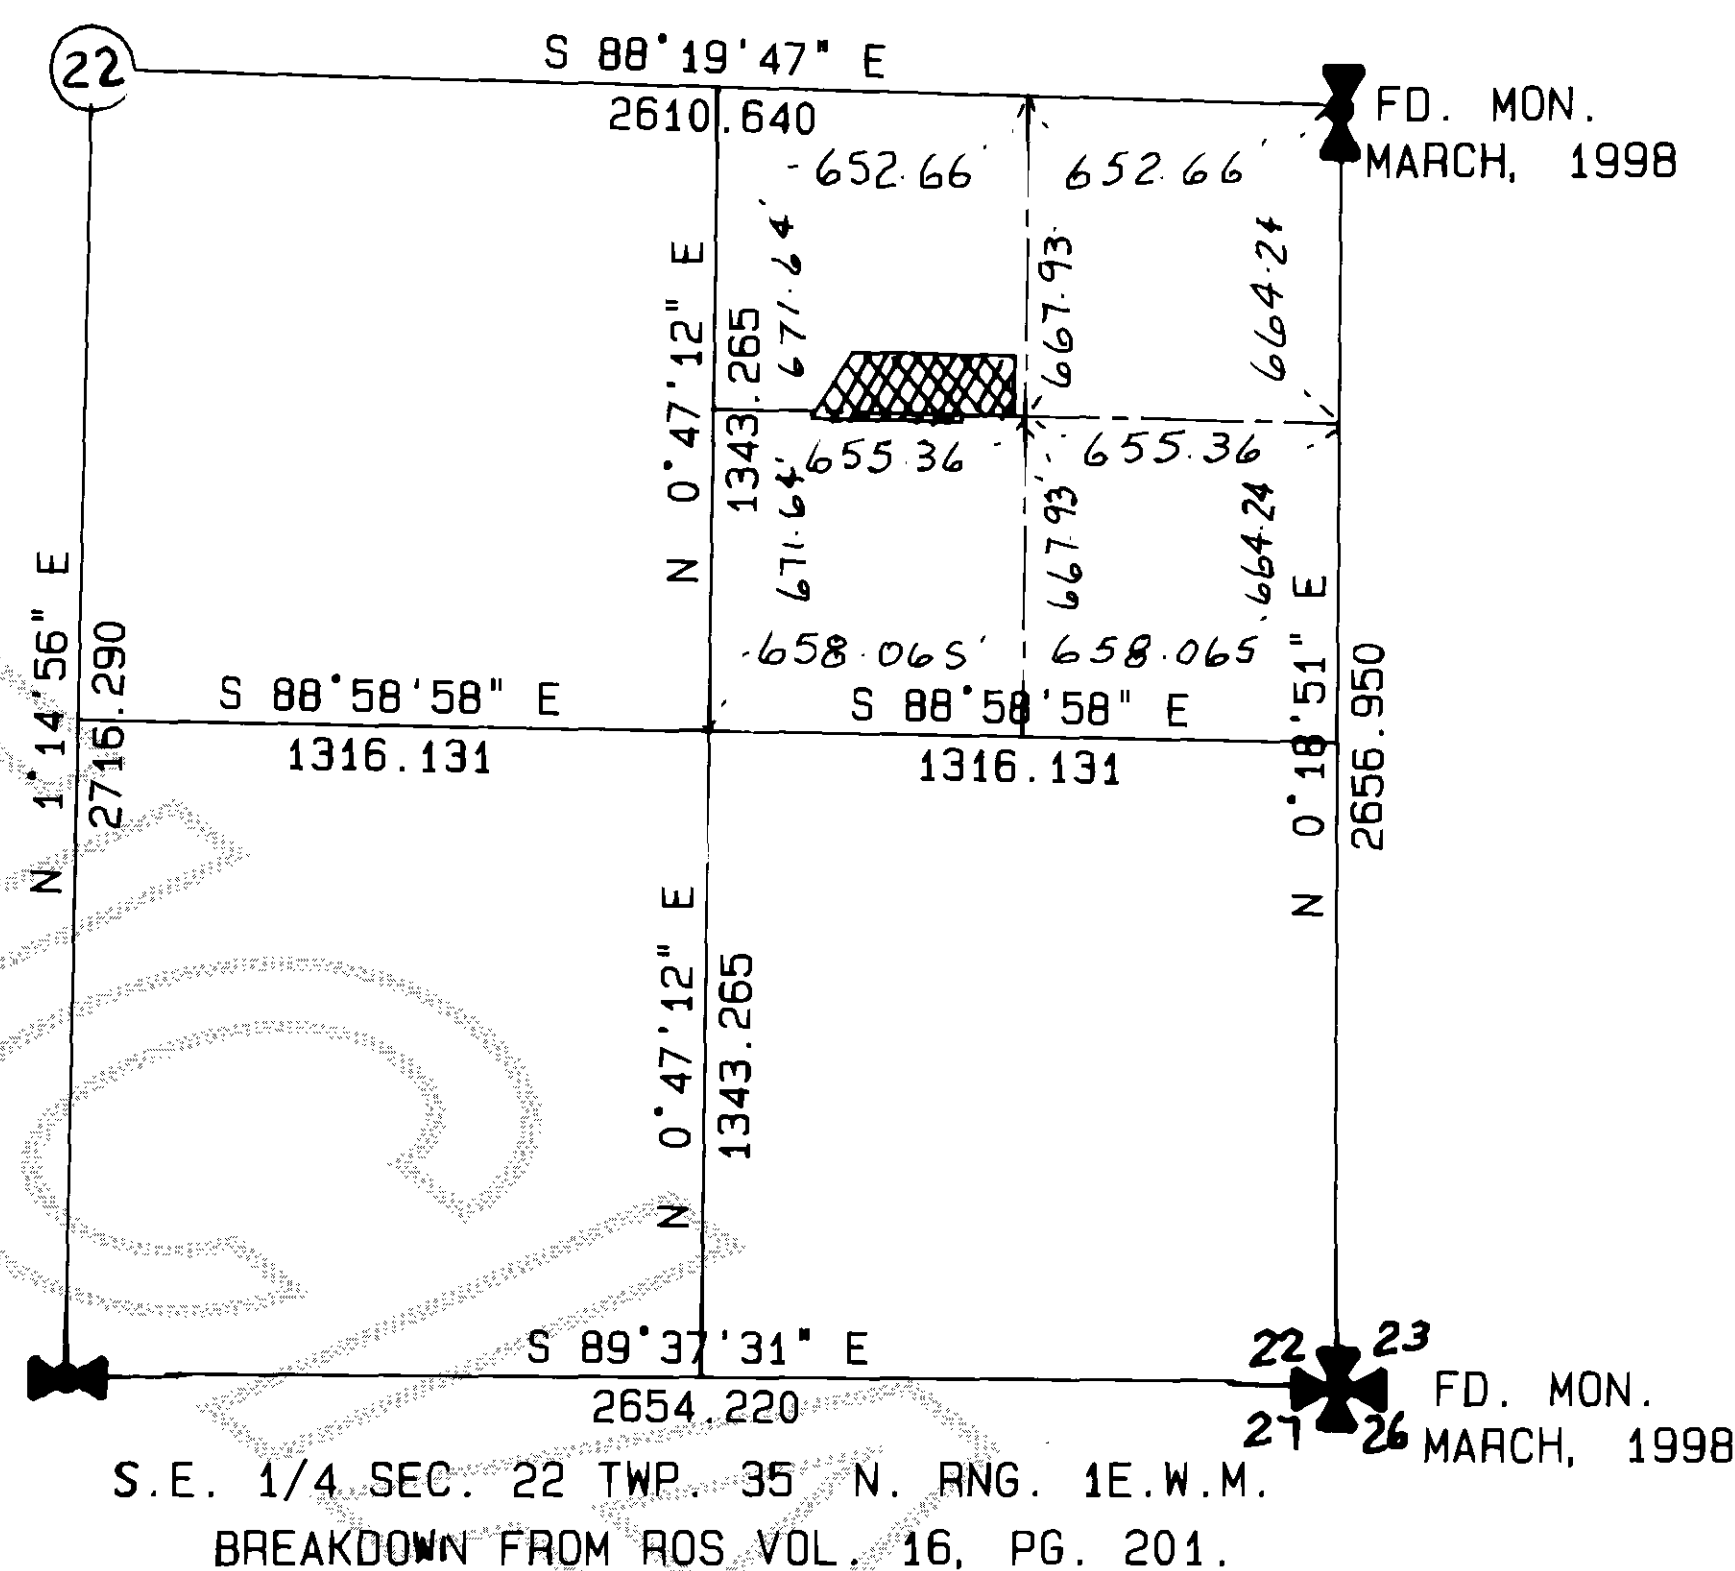 22
S 88°19'47" E
2610.640
FD. MON.
MARCH, 1998
652.66'
652.66'
671.64'
667.93'
664.24
N 0°47'12" E
1343.265
655.36
655.36
671.64'
667.93'
664.24
658.065'
658.065
N 1°14'56" E
2716.290
S 88°58'58" E
1316.131
S 88°58'58" E
1316.131
N 0°18'51" E
2656.950
N 0°47'12" E
1343.265
S 89°37'31" E
2654.220
22 23
27 26
FD. MON.
MARCH, 1998
S.E. 1/4 SEC. 22 TWP. 35 N. RNG. 1E.W.M.
BREAKDOWN FROM ROS VOL. 16, PG. 201.